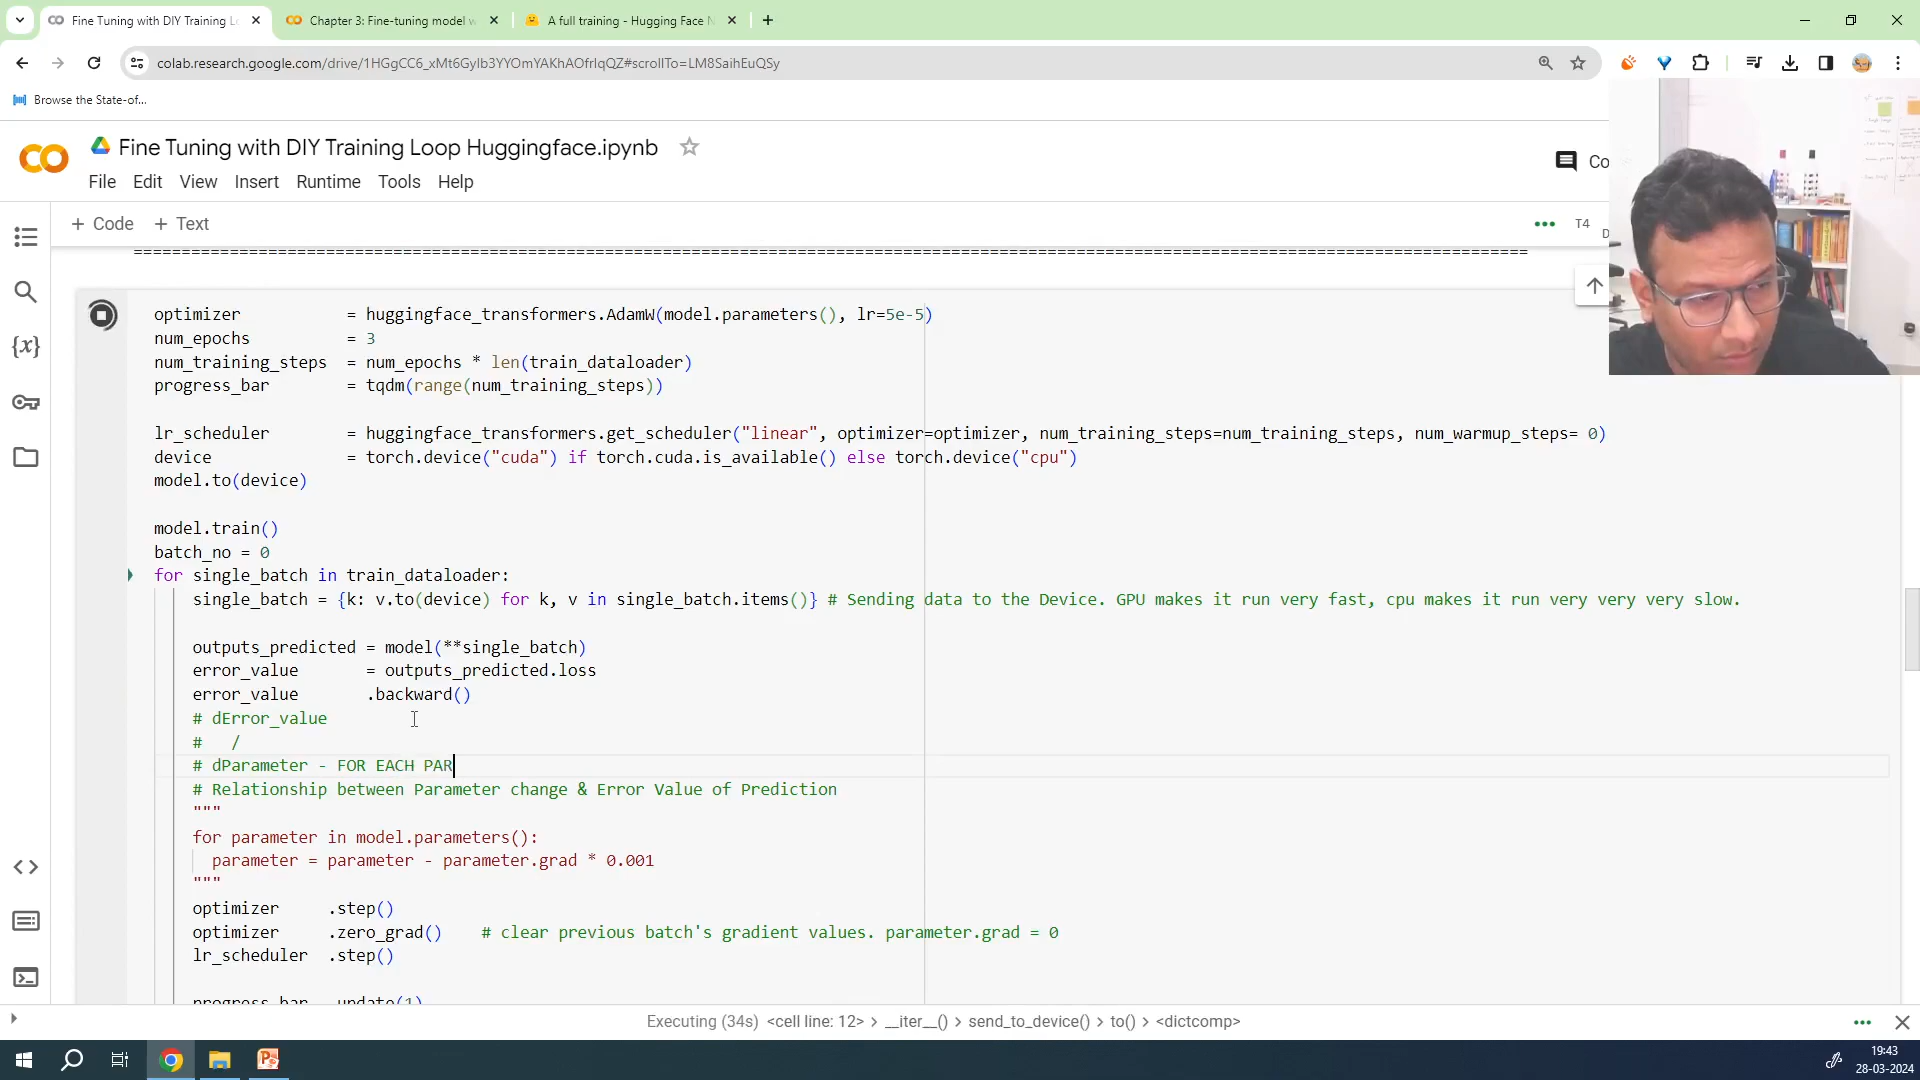 Fine Tuning with DIY Training L
Chapter 3: Fine-tuning model w
A full training - Hugging Face N
colab.research.google.com/drive/1HGgCC6_xMt6Gylb3YYOmYAKhAOfrlqQZ#scrollTo=LM8SaihEuQSy
Browse the State-of...
Fine Tuning with DIY Training Loop Huggingface.ipynb
Co
File Edit View Insert Runtime Tools Help
+ Code + Text
T4
optimizer = huggingface_transformers.AdamW(model.parameters(), lr=5e-5)
num_epochs = 3
num_training_steps = num_epochs * len(train_dataloader)
progress_bar = tqdm(range(num_training_steps))
lr_scheduler = huggingface_transformers.get_scheduler("linear", optimizer=optimizer, num_training_steps=num_training_steps, num_warmup_steps= 0)
device = torch.device("cuda") if torch.cuda.is_available() else torch.device("cpu")
model.to(device)
model.train()
batch_no = 0
for single_batch in train_dataloader:
single_batch = {k: v.to(device) for k, v in single_batch.items()} # Sending data to the Device. GPU makes it run very fast, cpu makes it run very very very slow.
outputs_predicted = model(**single_batch)
error_value = outputs_predicted.loss
error_value .backward()
# dError_value
# /
# dParameter - FOR EACH PAR
# Relationship between Parameter change & Error Value of Prediction
"""
for parameter in model.parameters():
parameter = parameter - parameter.grad * 0.001
"""
optimizer .step()
optimizer .zero_grad() # clear previous batch's gradient values. parameter.grad = 0
lr_scheduler .step()
progress_bar .update(1)
Executing (34s) <cell line: 12> > __iter__() > send_to_device() > to() > <dictcomp>
19:43
28-03-2024